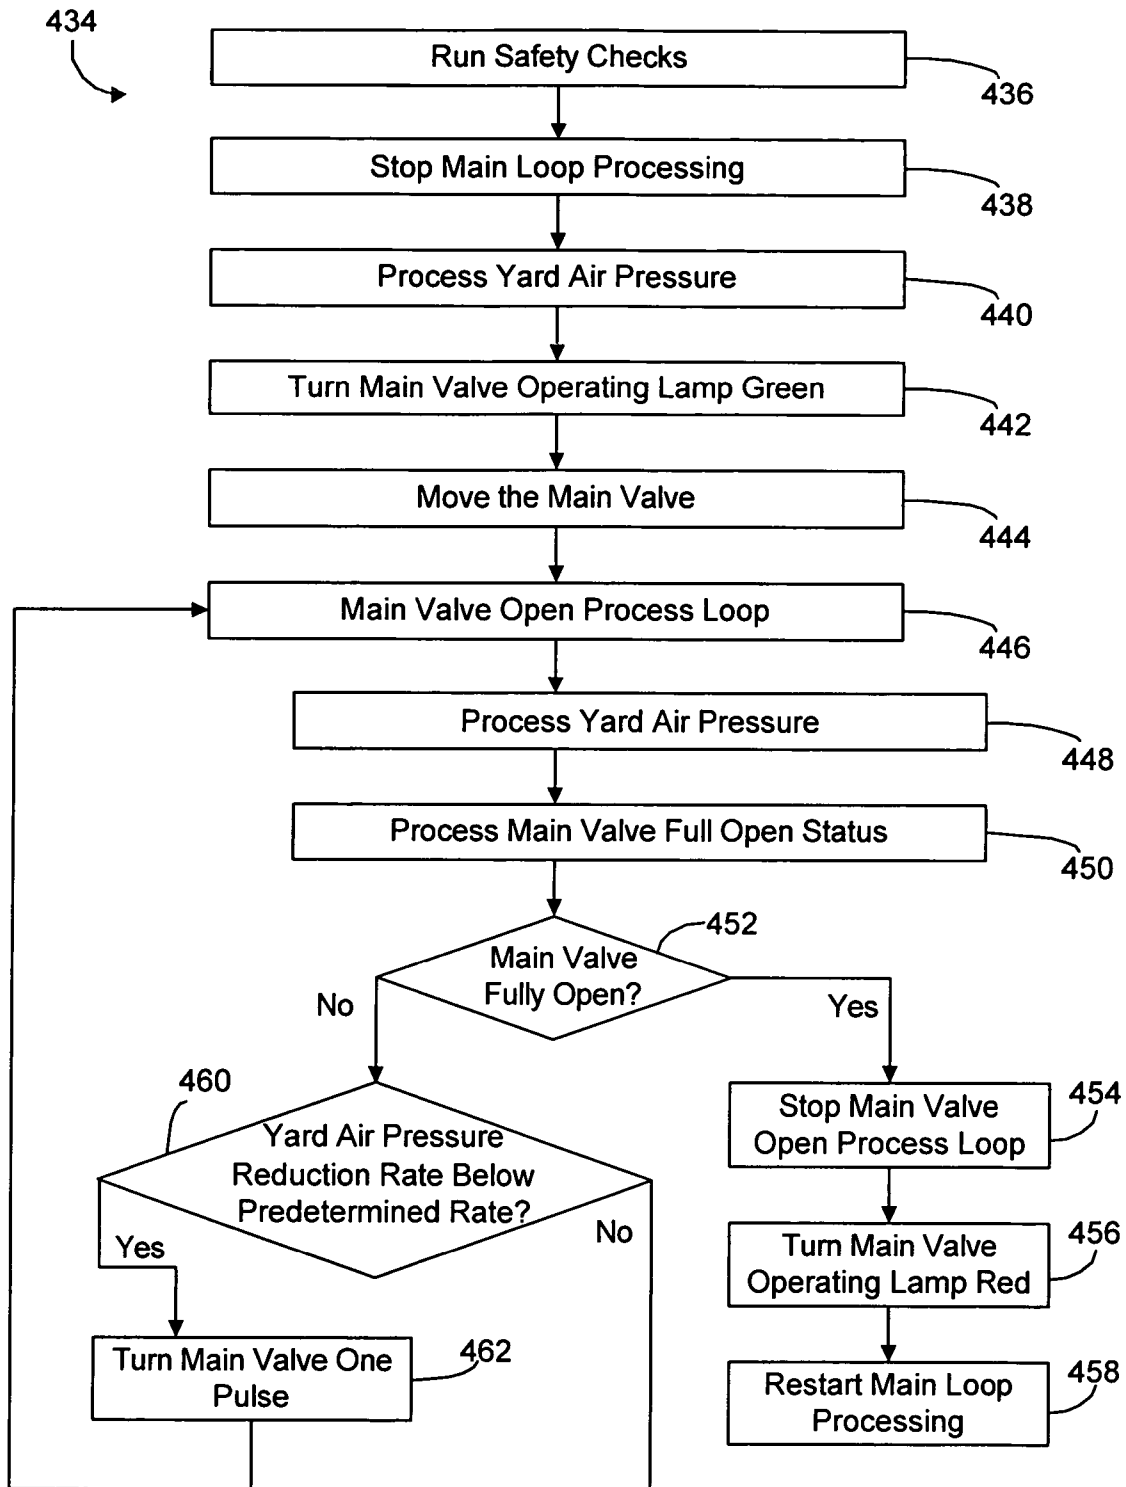 434
Run Safety Checks
436
Stop Main Loop Processing
438
Process Yard Air Pressure
440
Turn Main Valve Operating Lamp Green
442
Move the Main Valve
444
Main Valve Open Process Loop
446
Process Yard Air Pressure
448
Process Main Valve Full Open Status
450
452
Main Valve
Fully Open?
No
Yes
460
Yard Air Pressure
Reduction Rate Below
Predetermined Rate?
Yes
No
462
Turn Main Valve One
Pulse
454
Stop Main Valve
Open Process Loop
456
Turn Main Valve
Operating Lamp Red
458
Restart Main Loop
Processing